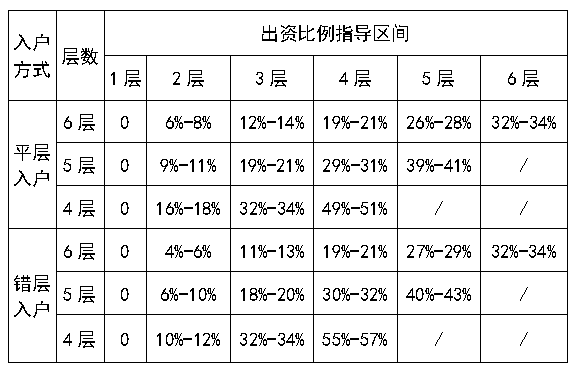 入户方式 层数 出资比例指导区间
1层 2层 3层 4层 5层 6层
平层入户 6层 0 6%-8% 12%-14% 19%-21% 26%-28% 32%-34%
5层 0 9%-11% 19%-21% 29%-31% 39%-41% /
4层 0 16%-18% 32%-34% 49%-51% / /
错层入户 6层 0 4%-6% 11%-13% 19%-21% 27%-29% 32%-34%
5层 0 6%-10% 18%-20% 30%-32% 40%-43% /
4层 0 10%-12% 32%-34% 55%-57% / /